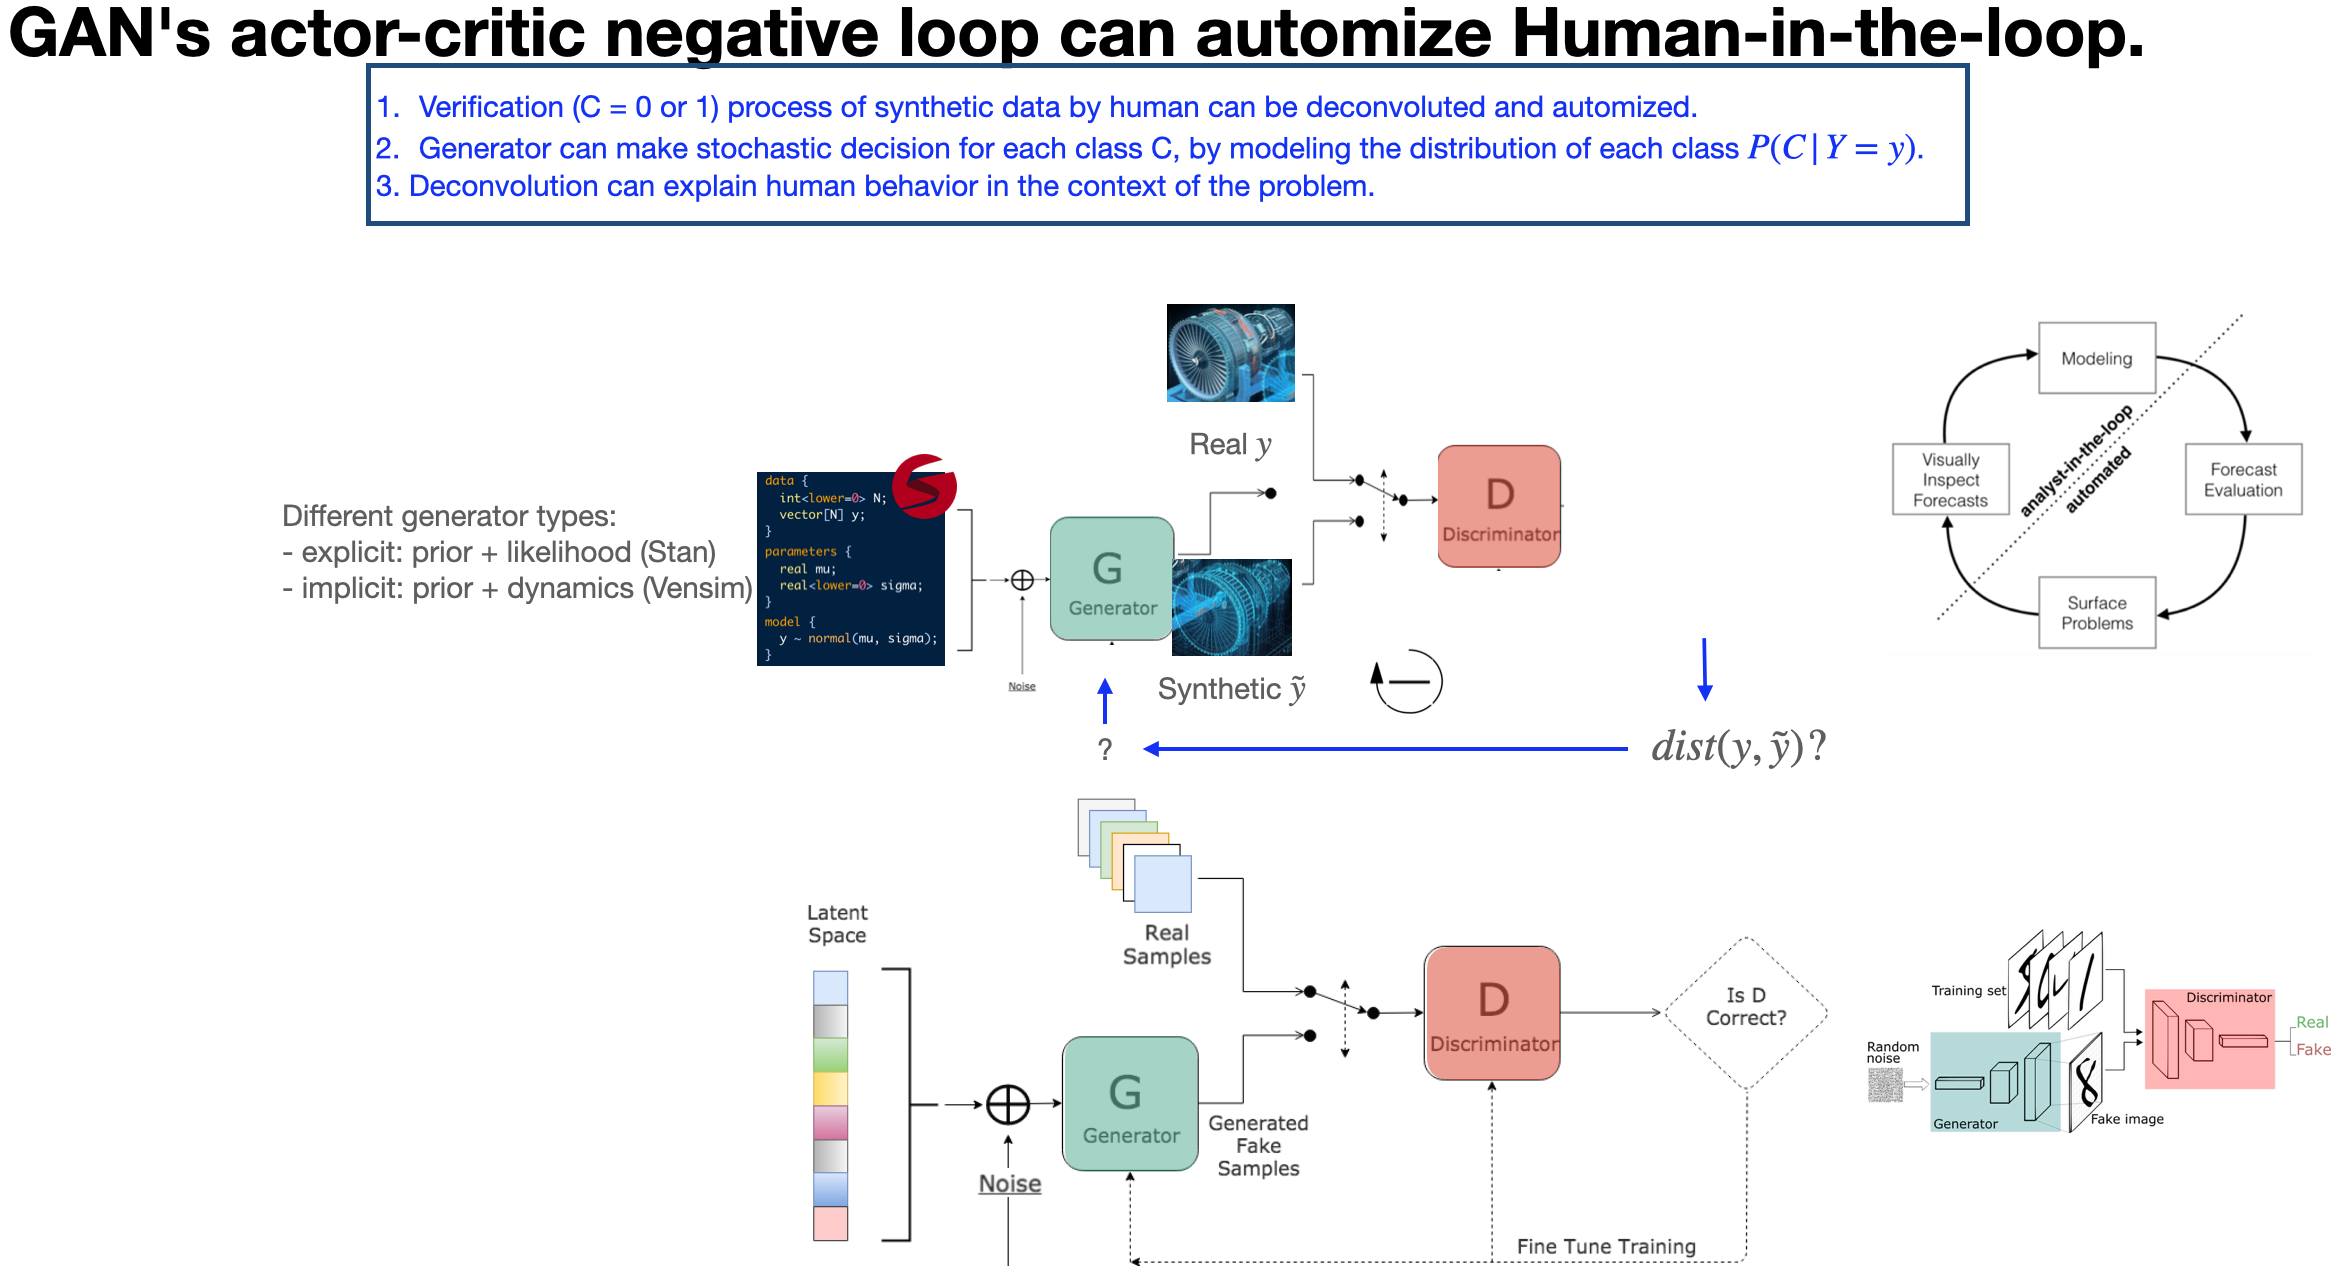 GAN's actor-critic negative loop can automize Human-in-the-loop.
1. Verification (C = 0 or 1) process of synthetic data by human can be deconvoluted and automized.
2. Generator can make stochastic decision for each class C, by modeling the distribution of each class P(C | Y = y).
3. Deconvolution can explain human behavior in the context of the problem.
Different generator types:
- explicit: prior + likelihood (Stan)
- implicit: prior + dynamics (Vensim)
data {
int<lower=0> N;
vector[N] y;
}
parameters {
real mu;
real<lower=0> sigma;
}
model {
y ~ normal(mu, sigma);
}
Noise
G
Generator
Real y
Synthetic ỹ
D
Discriminator
?
dist(y, ỹ)?
Modeling
Visually
Inspect
Forecasts
analyst-in-the-loop
automated
Forecast
Evaluation
Surface
Problems
Latent
Space
Real
Samples
Noise
G
Generator
Generated
Fake
Samples
D
Discriminator
Is D
Correct?
Fine Tune Training
Training set
Discriminator
Real
Fake
Random
noise
Generator
Fake image
8